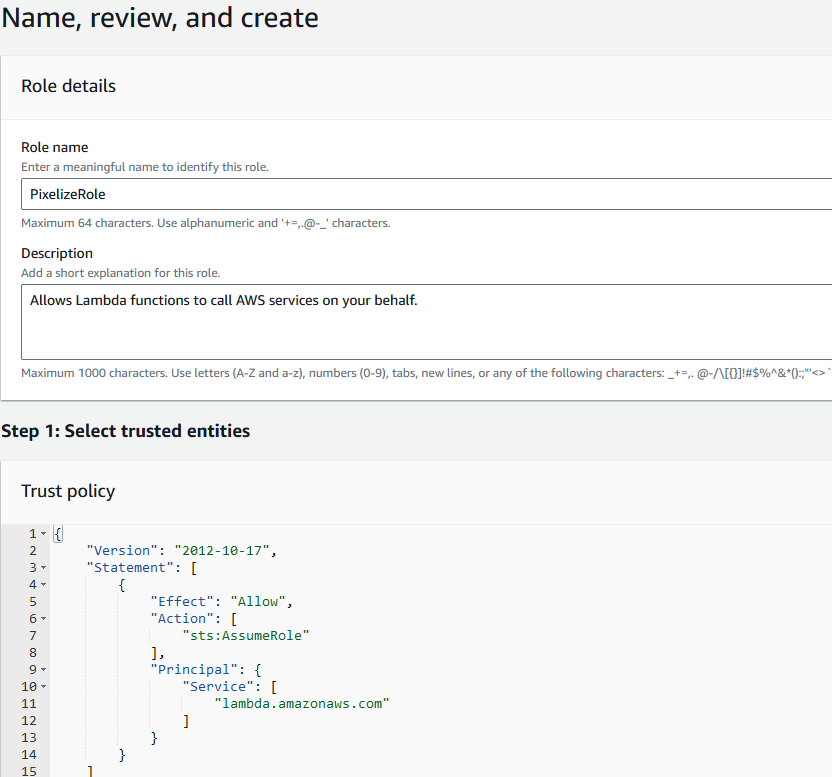 Name, review, and create
Role details
Role name
Enter a meaningful name to identify this role.
PixelizeRole
Maximum 64 characters. Use alphanumeric and '+=,.@-_' characters.
Description
Add a short explanation for this role.
Allows Lambda functions to call AWS services on your behalf.
Maximum 1000 characters. Use letters (A-Z and a-z), numbers (0-9), tabs, new lines, or any of the following characters: _+=,. @-/\[{}]!#$%^&*();:"'<>`
Step 1: Select trusted entities
Trust policy
1 {
2 "Version": "2012-10-17",
3 "Statement": [
4 {
5 "Effect": "Allow",
6 "Action": [
7 "sts:AssumeRole"
8 ],
9 "Principal": {
10 "Service": [
11 "lambda.amazonaws.com"
12 ]
13 }
14 }
15 ]